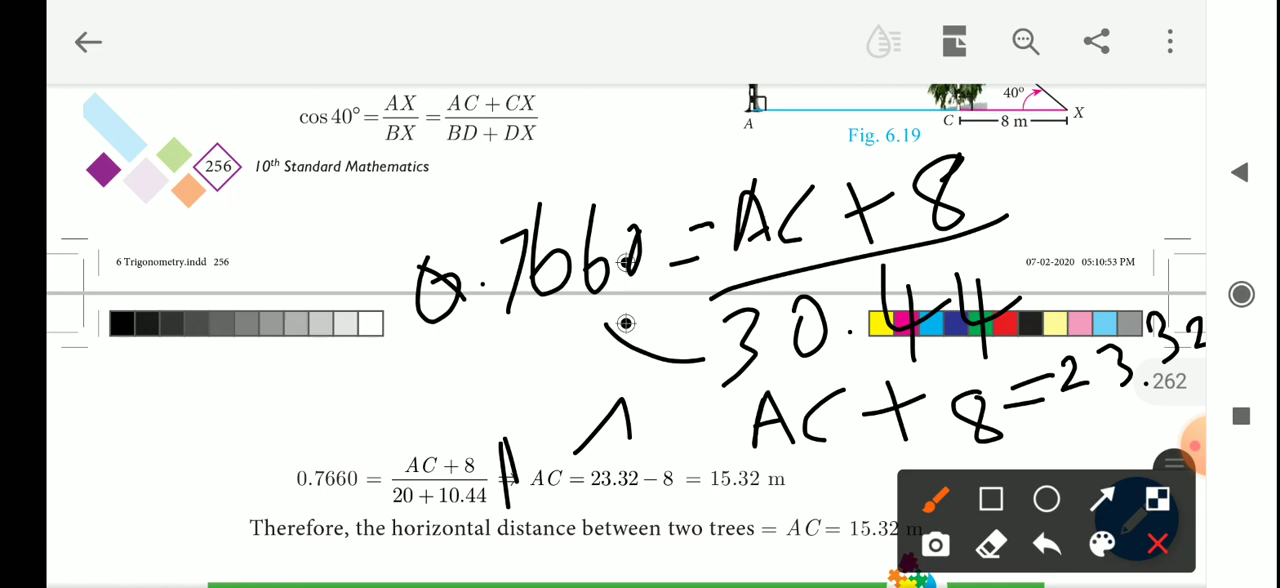 cos 40° = AX/BX = (AC + CX)/(BD + DX)
40°
A
C
8 m
X
Fig. 6.19
256 10th Standard Mathematics
0.7660 = (AC + 8)/30.44
6 Trigonometry.indd 256
07-02-2020 05:10:53 PM
AC + 8 = 23.32
262
0.7660 = (AC + 8)/(20 + 10.44) ⇒ AC = 23.32 − 8 = 15.32 m
Therefore, the horizontal distance between two trees = AC = 15.32 m